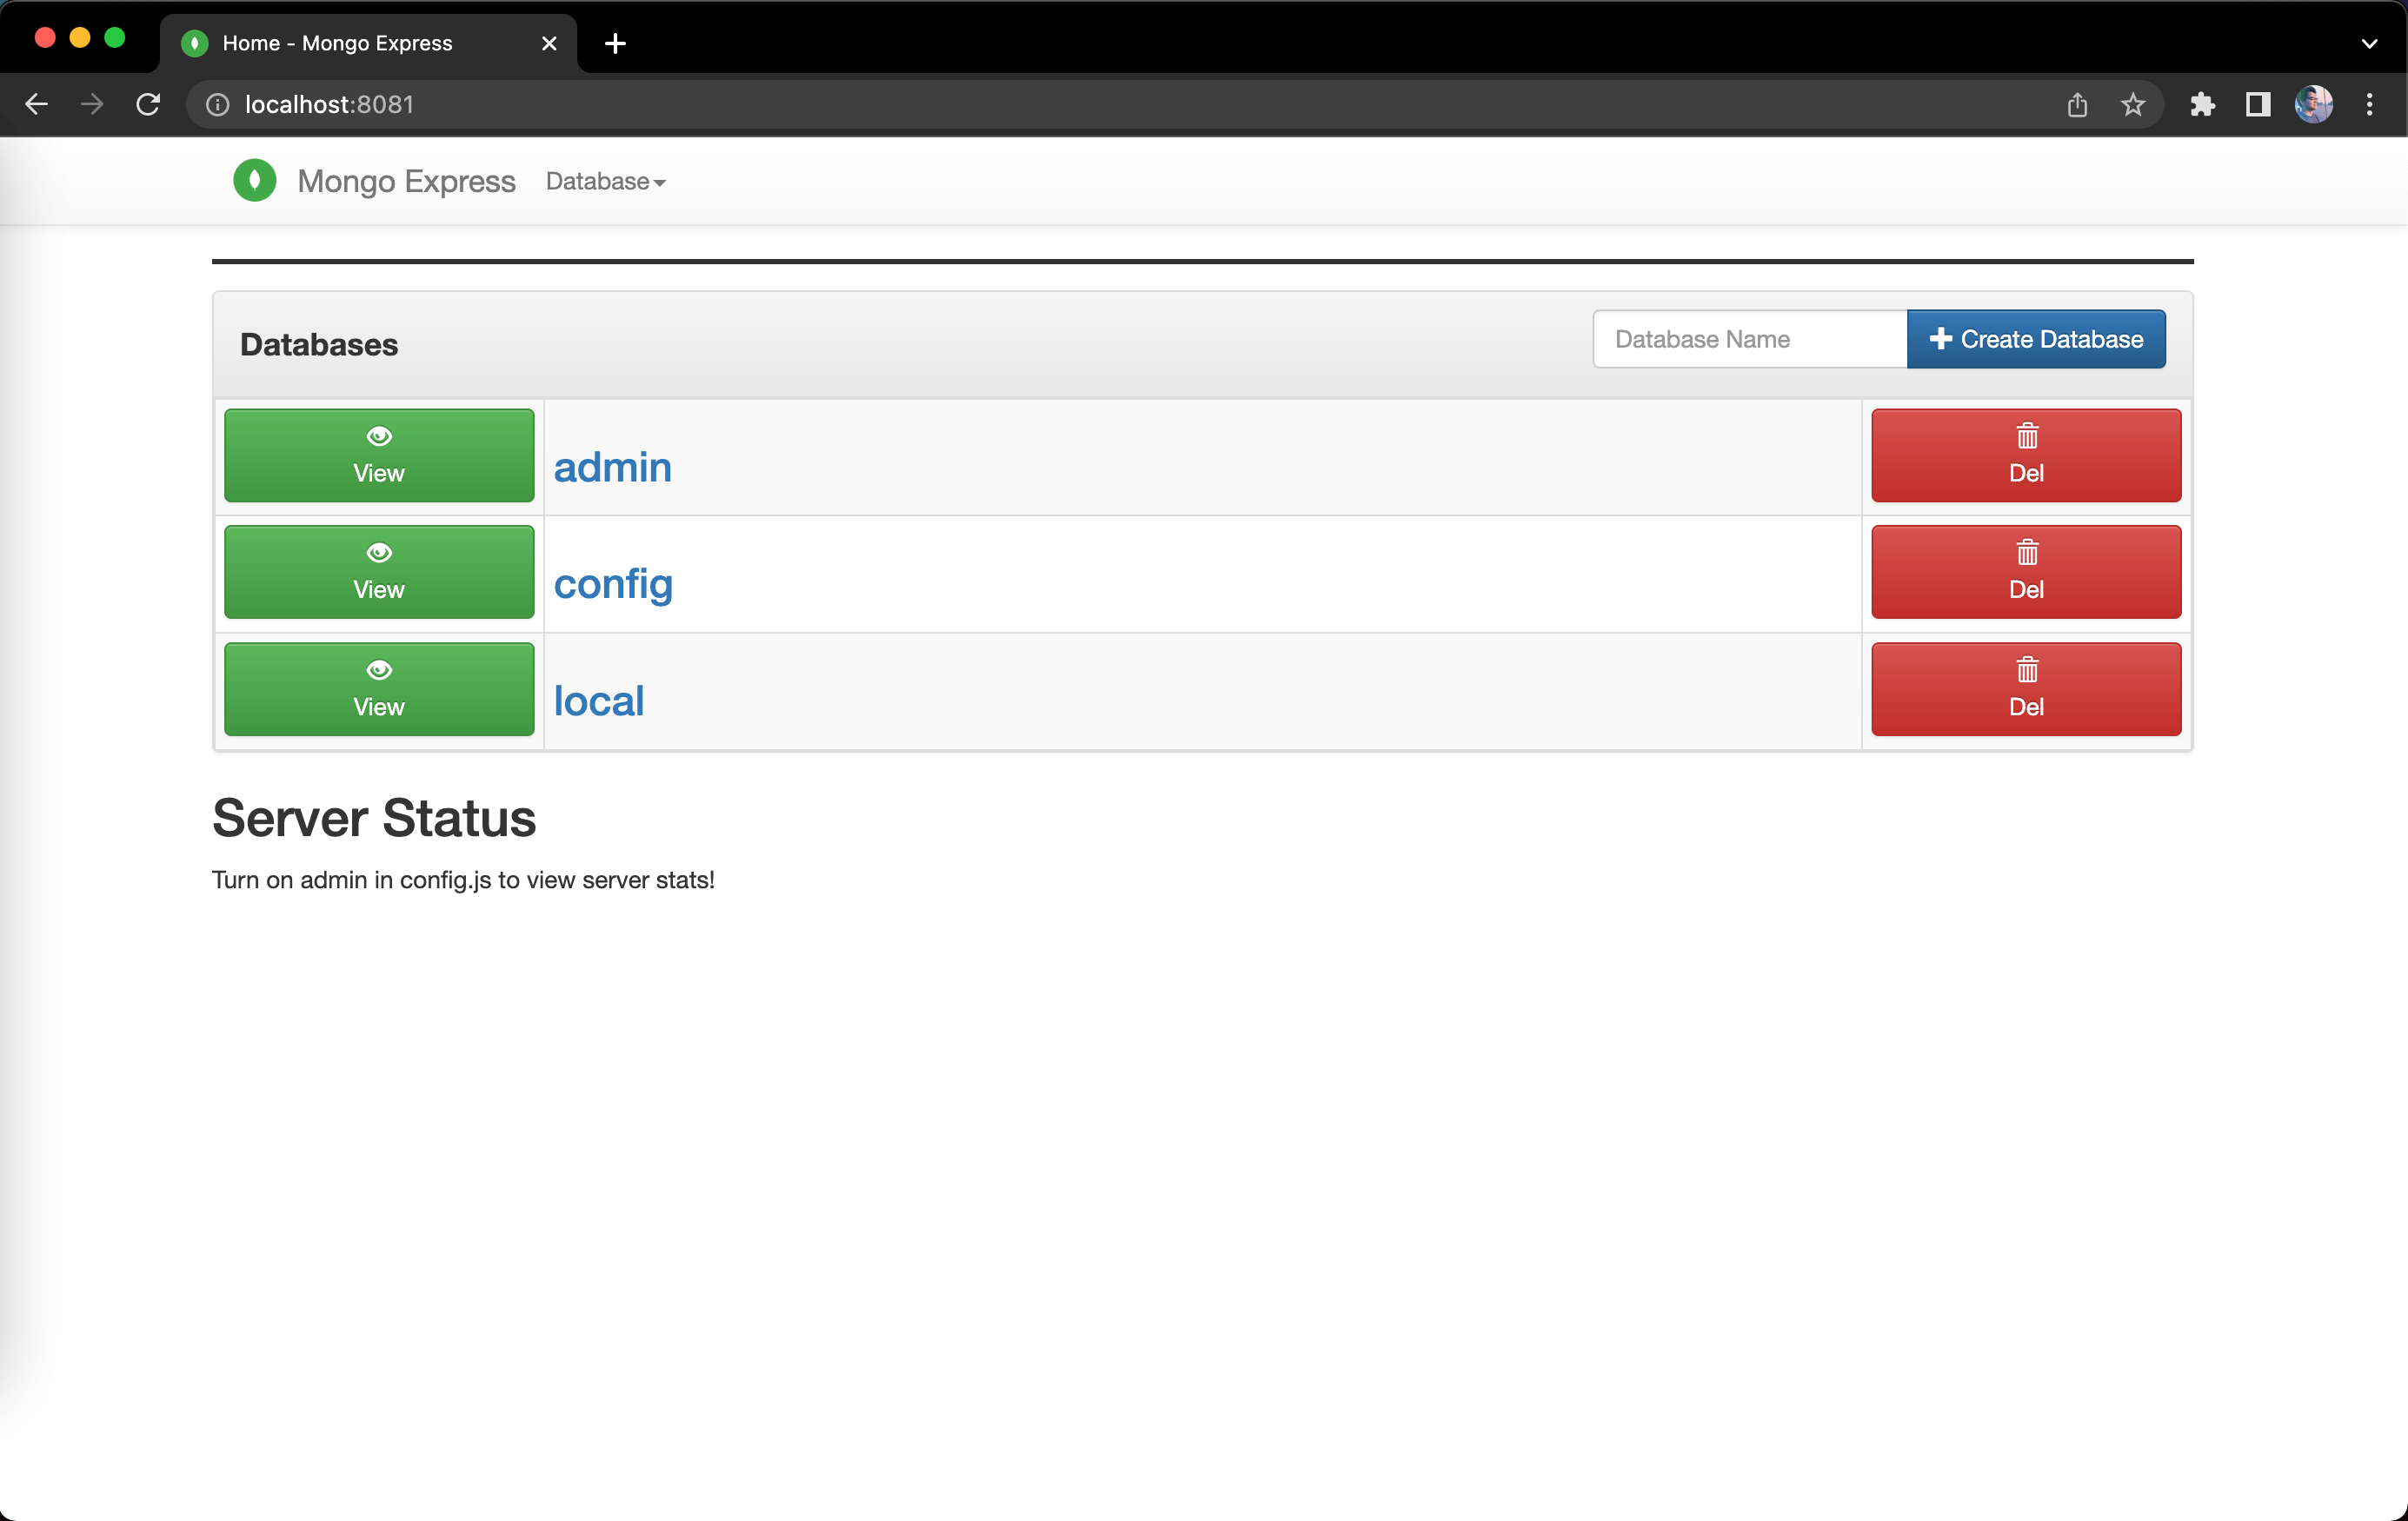 Home - Mongo Express
localhost:8081
Mongo Express Database
Databases
Database Name
Create Database
View admin Del
View config Del
View local Del
Server Status
Turn on admin in config.js to view server stats!